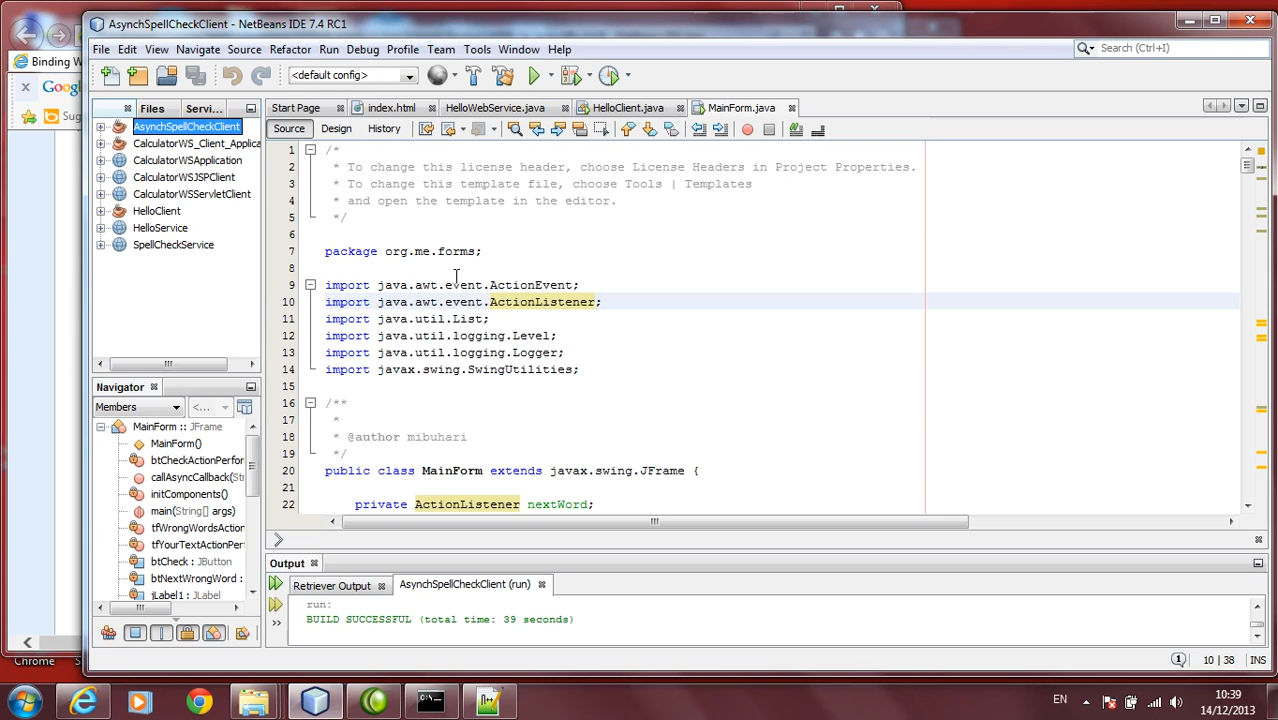 AsynchSpellCheckClient - NetBeans IDE 7.4 RC1
File Edit View Navigate Source Refactor Run Debug Profile Team Tools Window Help
Search (Ctrl+I)
Binding W
<default config>
x Goog
Files Servi...
Start Page index.html HelloWebService.java HelloClient.java MainForm.java
Sug
AsynchSpellCheckClient
CalculatorWS_Client_Applica
CalculatorWSApplication
CalculatorWSJSPClient
CalculatorWSServletClient
HelloClient
HelloService
SpellCheckService
Source Design History
1 /*
2 * To change this license header, choose License Headers in Project Properties.
3 * To change this template file, choose Tools | Templates
4 * and open the template in the editor.
5 */
6
7 package org.me.forms;
8
9 import java.awt.event.ActionEvent;
10 import java.awt.event.ActionListener;
11 import java.util.List;
12 import java.util.logging.Level;
13 import java.util.logging.Logger;
14 import javax.swing.SwingUtilities;
15
16 /**
17 *
18 * @author mibuhari
19 */
20 public class MainForm extends javax.swing.JFrame {
21
22 private ActionListener nextWord;
Navigator
Members <...
MainForm :: JFrame
MainForm()
btCheckActionPerfor
callAsyncCallback(St
initComponents()
main(String[] args)
tfWrongWordsAction
tfYourTextActionPer
btCheck : JButton
btNextWrongWord :
jLabel1 : JLabel
Output
Retriever Output AsynchSpellCheckClient (run)
run:
BUILD SUCCESSFUL (total time: 39 seconds)
1 10 | 38 INS
Chrome S
EN
10:39
14/12/2013